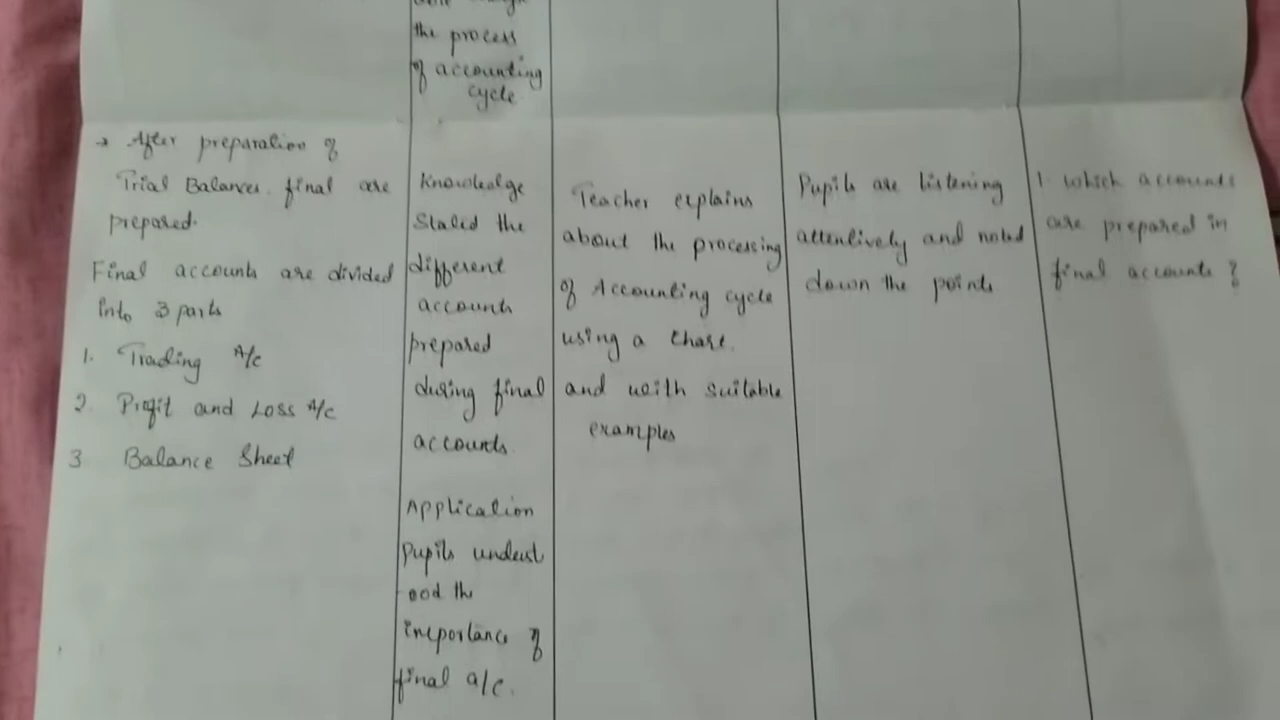 the process
of accounting
cycle
→ After preparation of
Trial Balances. final are
prepared.
Final accounts are divided
into 3 parts
1. Trading A/c
2. Profit and Loss A/c
3. Balance Sheet
Knowledge
Stated the
different
accounts
prepared
during final
accounts
Application
Pupils underst
ood the
importance of
final a/c.
Teacher explains
about the processing
of Accounting cycle
using a chart.
and with suitable
examples
Pupils are listening
attentively and noted
down the points
1. which accounts
are prepared in
final accounts ?